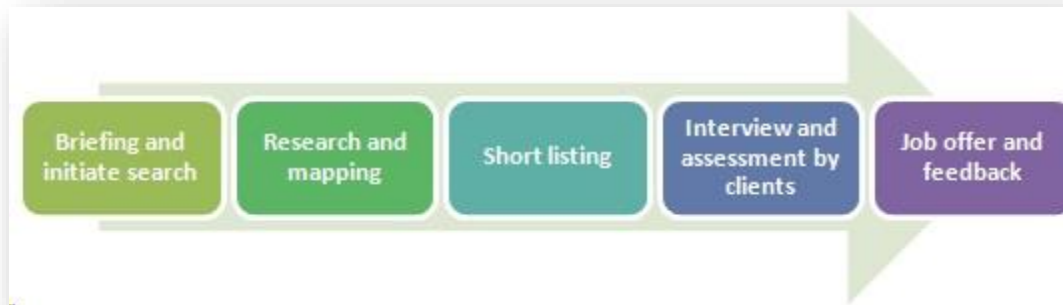 Briefing and
initiate search
Research and
mapping
Short listing
Interview and
assessment by
clients
Job offer and
feedback